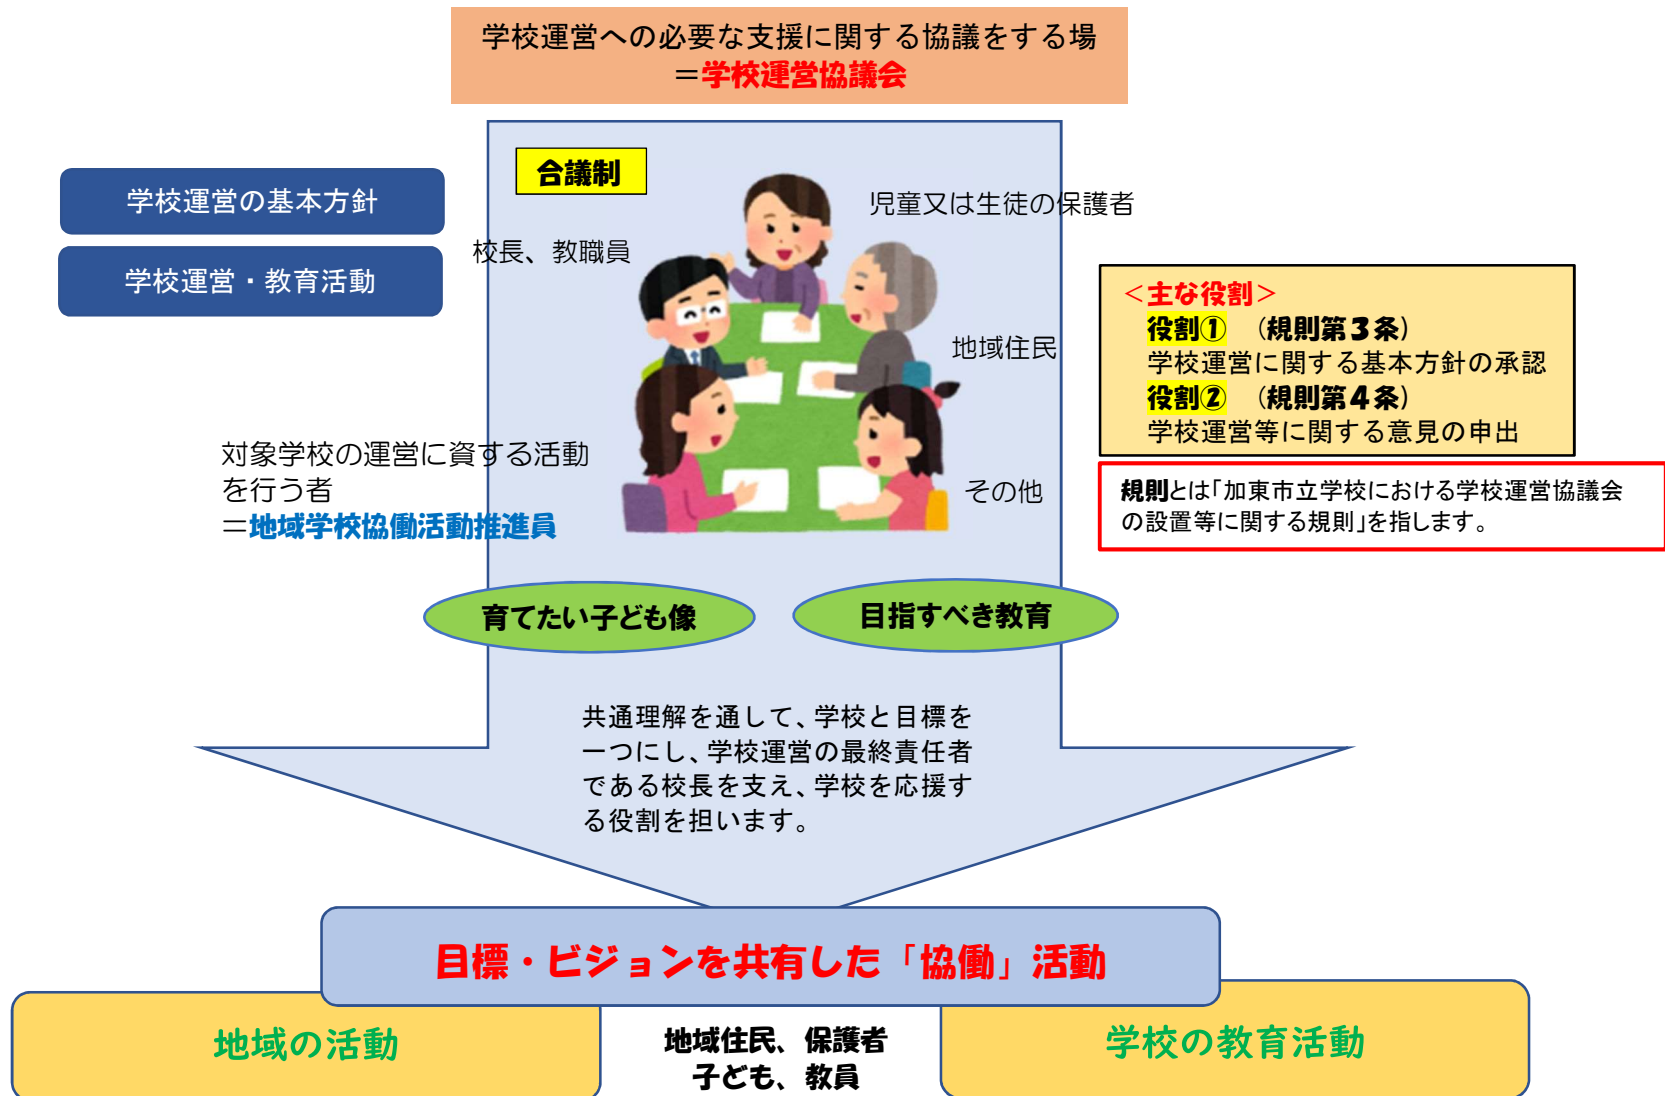 学校運営への必要な支援に関する協議をする場
＝学校運営協議会
合議制
学校運営の基本方針
学校運営・教育活動
児童又は生徒の保護者
校長、教職員
地域住民
＜主な役割＞
役割① （規則第３条）
学校運営に関する基本方針の承認
役割② （規則第４条）
学校運営等に関する意見の申出
対象学校の運営に資する活動
を行う者
＝地域学校協働活動推進員
その他
規則とは「加東市立学校における学校運営協議会
の設置等に関する規則」を指します。
育てたい子ども像
目指すべき教育
共通理解を通して、学校と目標を
一つにし、学校運営の最終責任者
である校長を支え、学校を応援す
る役割を担います。
目標・ビジョンを共有した「協働」活動
地域の活動
地域住民、保護者
子ども、教員
学校の教育活動